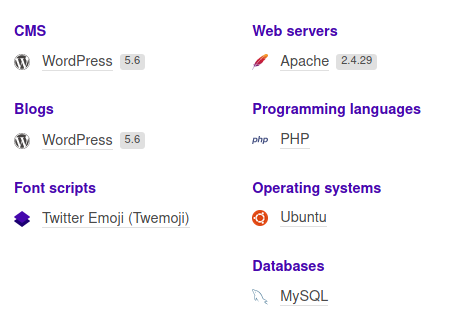 CMS
WordPress 5.6
Blogs
WordPress 5.6
Font scripts
Twitter Emoji (Twemoji)
Web servers
Apache 2.4.29
Programming languages
php PHP
Operating systems
Ubuntu
Databases
MySQL